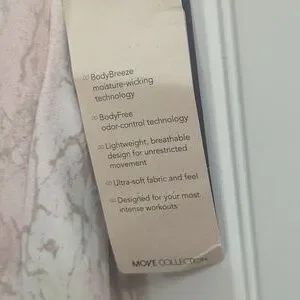 ∞ BodyBreeze
moisture-wicking
technology
∞ BodyFree
odor-control technology
∞ Lightweight, breathable
design for unrestricted
movement
∞ Ultra-soft fabric and feel
∞ Designed for your most
intense workouts
MOVE COLLECTION